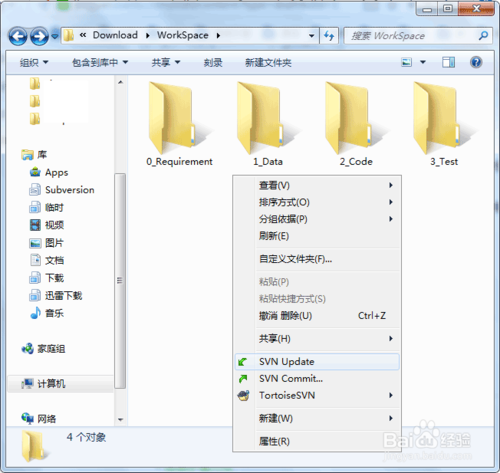 « Download ▸ WorkSpace ▸
搜索 WorkSpace
组织 包含到库中 共享 刻录 新建文件夹
0_Requirement 1_Data 2_Code 3_Test
库
Apps
Subversion
临时
视频
图片
文档
下载
迅雷下载
音乐
家庭组
计算机
网络
查看(V)
排序方式(O)
分组依据(P)
刷新(E)
自定义文件夹(F)...
粘贴(P)
粘贴快捷方式(S)
撤消 删除(U) Ctrl+Z
共享(H)
SVN Update
SVN Commit...
TortoiseSVN
新建(W)
属性(R)
4 个对象
Baidu 经验